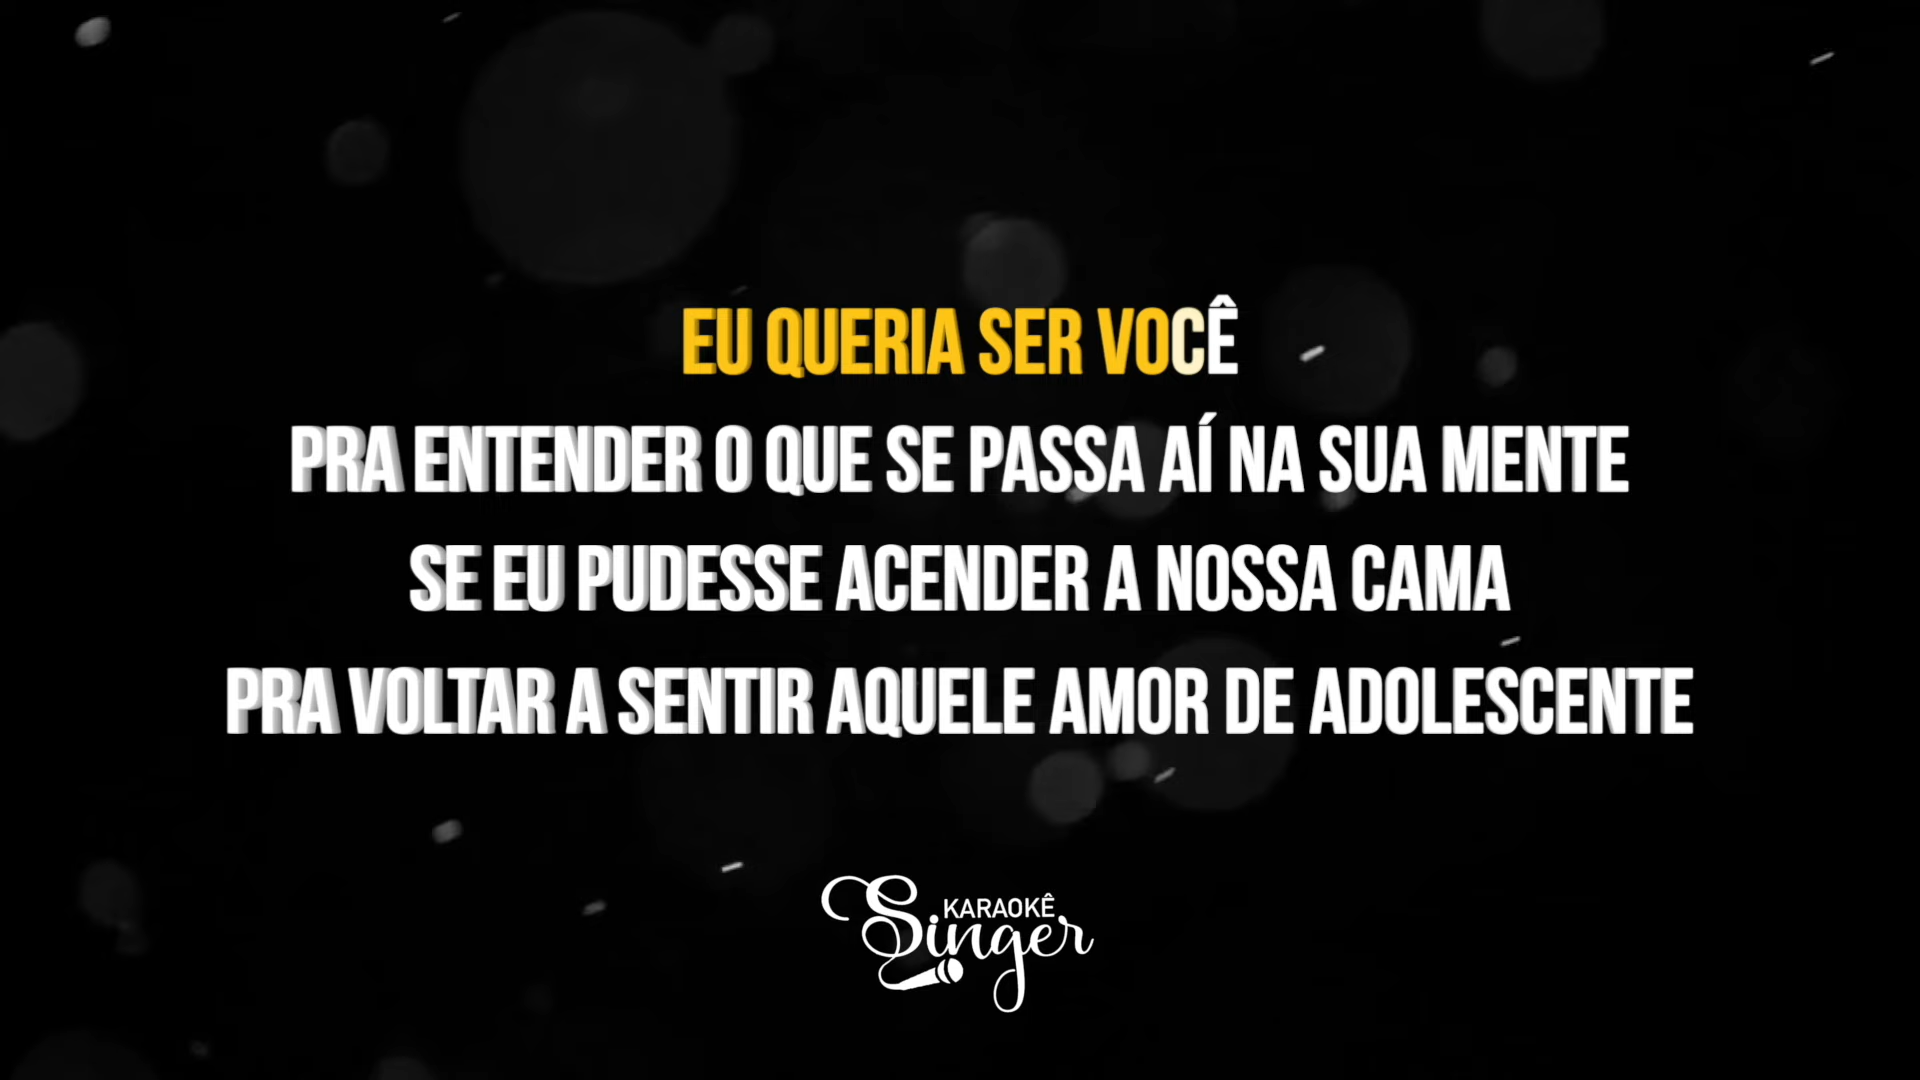 EU QUERIA SER VOCÊ
PRA ENTENDER O QUE SE PASSA AÍ NA SUA MENTE
SE EU PUDESSE ACENDER A NOSSA CAMA
PRA VOLTAR A SENTIR AQUELE AMOR DE ADOLESCENTE
KARAOKÊ
Singer